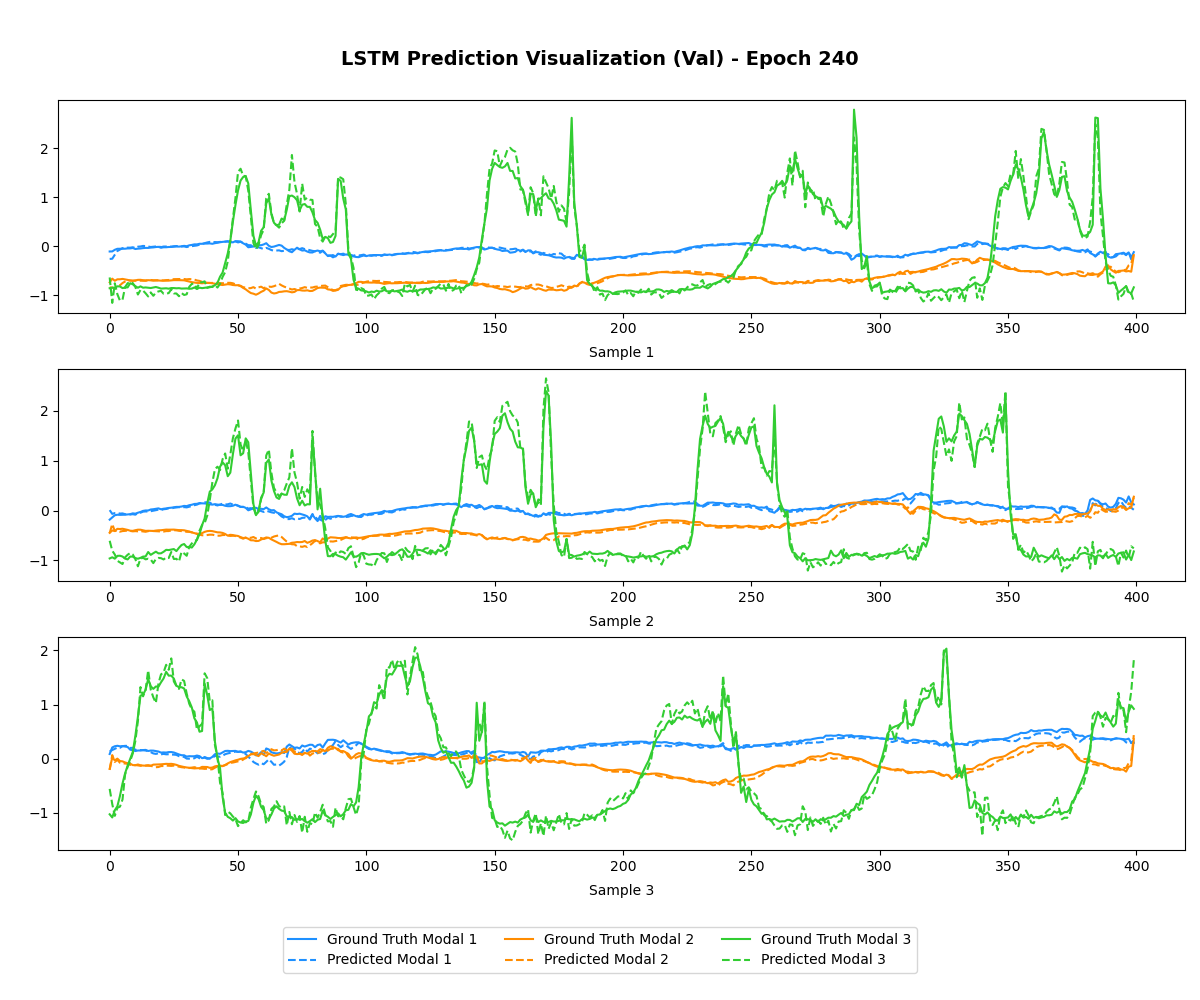 LSTM Prediction Visualization (Val) - Epoch 240
2
1
0
−1
0 50 100 150 200 250 300 350 400
Sample 1
2
1
0
−1
0 50 100 150 200 250 300 350 400
Sample 2
2
1
0
−1
0 50 100 150 200 250 300 350 400
Sample 3
Ground Truth Modal 1 Ground Truth Modal 2 Ground Truth Modal 3
Predicted Modal 1 Predicted Modal 2 Predicted Modal 3